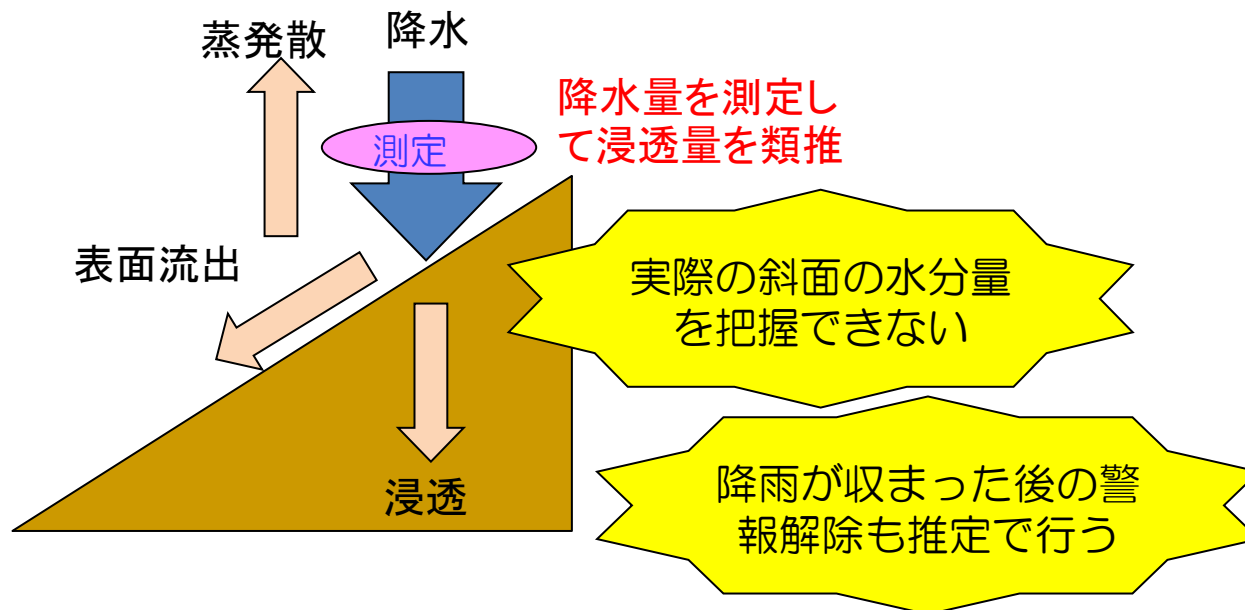 蒸発散
降水
降水量を測定し
て浸透量を類推
測定
表面流出
実際の斜面の水分量
を把握できない
浸透
降雨が収まった後の警
報解除も推定で行う